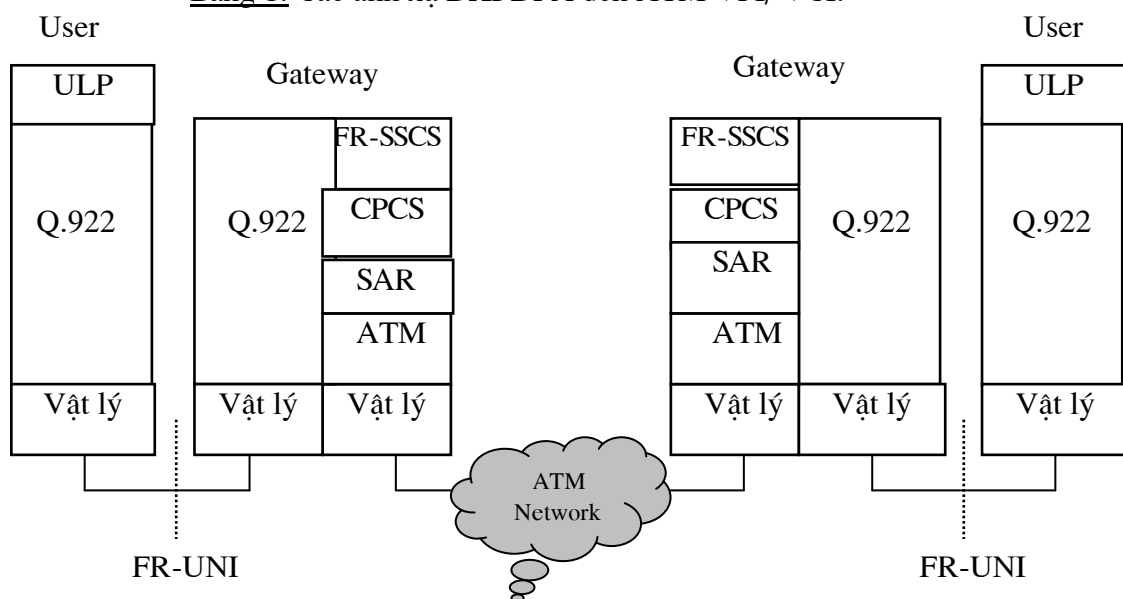 User
User
Gateway
Gateway
ULP
ULP
FR-SSCS
FR-SSCS
Q.922
Q.922
CPCS
CPCS
Q.922
Q.922
SAR
SAR
ATM
ATM
Vật lý
Vật lý
Vật lý
Vật lý
Vật lý
Vật lý
ATM
Network
FR-UNI
FR-UNI